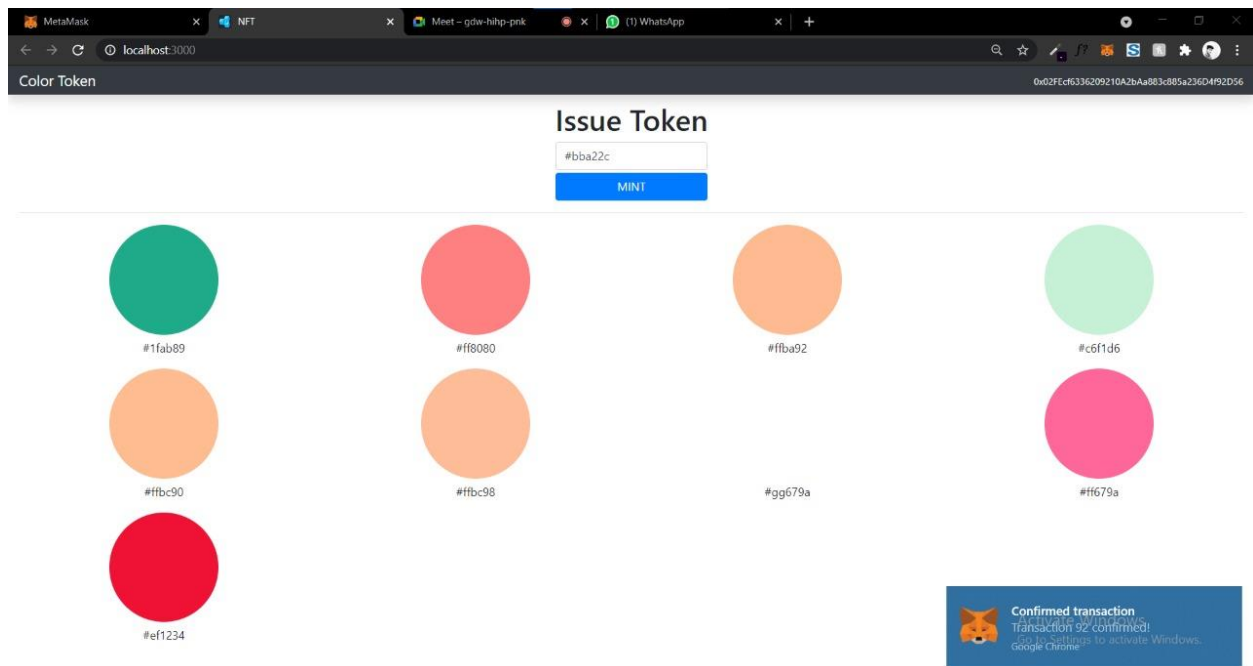 MetaMask
NFT
Meet – gdw-hihp-pnk
(1) WhatsApp
localhost:3000
Color Token
0x02FEcf6336209210A2bAa883c885a236D4f92D56
Issue Token
#bba22c
MINT
#1fab89 #ff8080 #ffba92 #c6f1d6
#ffbc90 #ffbc98 #gg679a #ff679a
#ef1234
Confirmed transaction
Activate Windows
Transaction 92 confirmed!
Go to Settings to activate Windows.
Google Chrome